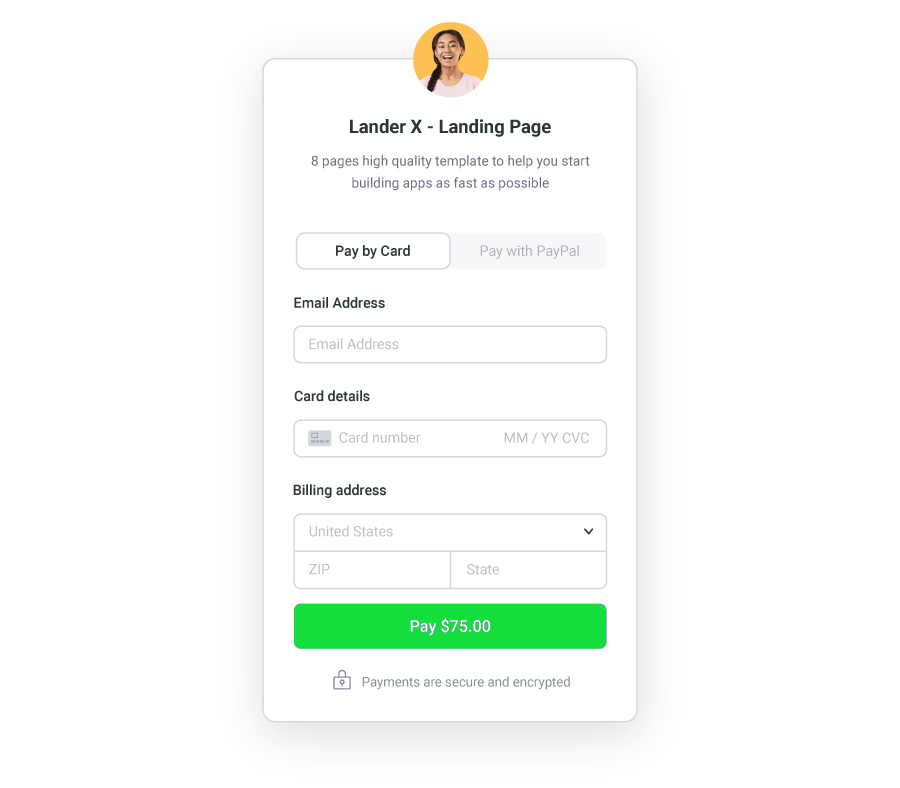 Lander X - Landing Page
8 pages high quality template to help you start
building apps as fast as possible
Pay by Card
Pay with PayPal
Email Address
Email Address
Card details
Card number
MM / YY CVC
Billing address
United States
ZIP
State
Pay $75.00
Payments are secure and encrypted